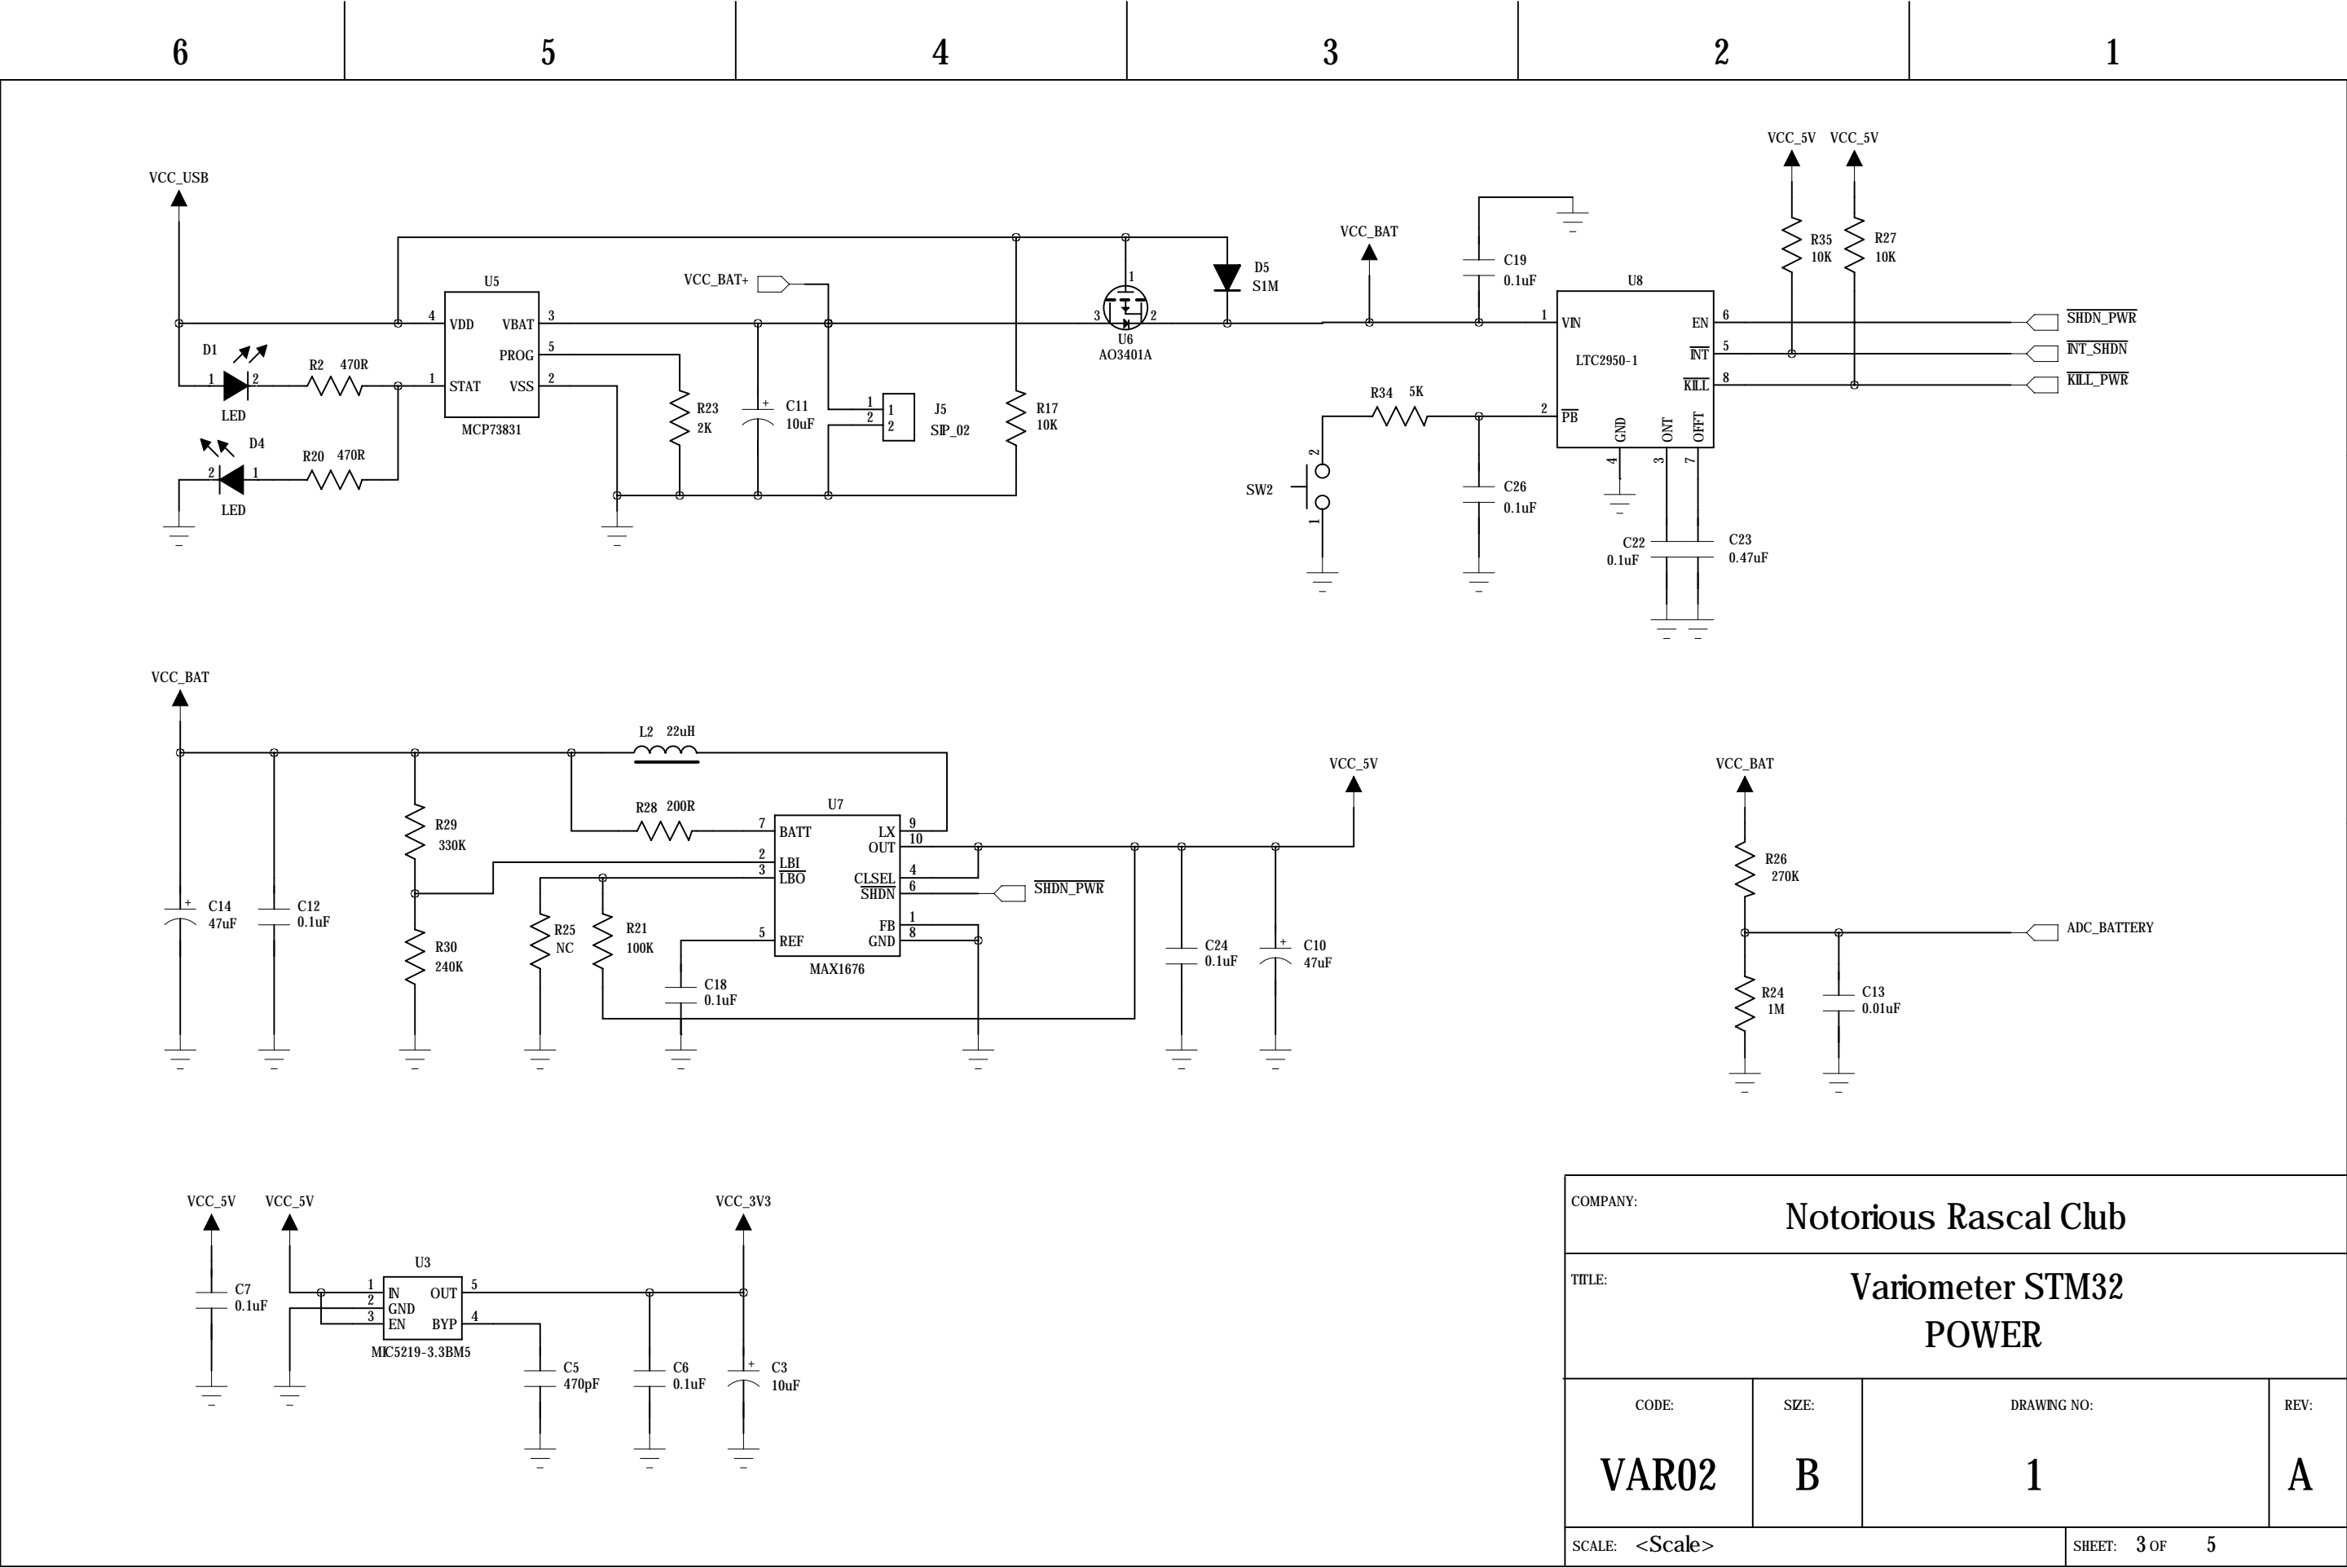 6 5 4 3 2 1
VCC_5V VCC_5V
VCC_USB
VCC_BAT
R35
10K
R27
10K
VCC_BAT+
U5
D5
S1M
C19
0.1uF
U8
4 VDD VBAT 3
PROG 5
1 STAT VSS 2
MCP73831
D1
1 2
LED
R2 470R
D4
2 1
LED
R20 470R
R23
2K
+
C11
10uF
1 1
2 2
J5
SIP_02
R17
10K
1
3 2
U6
AO3401A
1 VIN EN 6
INT 5
LTC2950-1
KILL 8
2 PB
GND ONT OFFT
4 3 7
SHDN_PWR
INT_SHDN
KILL_PWR
R34 5K
SW2
2
1
C26
0.1uF
C22
0.1uF
C23
0.47uF
VCC_BAT
L2 22uH
R28 200R
U7
7 BATT LX 9
OUT 10
2 LBI
3 LBO CLSEL 4
SHDN 6
FB 1
5 REF GND 8
MAX1676
SHDN_PWR
R29
330K
R30
240K
+
C14
47uF
C12
0.1uF
R25
NC
R21
100K
C18
0.1uF
C24
0.1uF
+
C10
47uF
VCC_5V
VCC_BAT
R26
270K
ADC_BATTERY
R24
1M
C13
0.01uF
VCC_5V VCC_5V
VCC_3V3
C7
0.1uF
U3
1 IN OUT 5
2 GND
3 EN BYP 4
MIC5219-3.3BM5
C5
470pF
C6
0.1uF
+
C3
10uF
COMPANY:
Notorious Rascal Club
TITLE:
Variometer STM32
POWER
CODE: SIZE: DRAWING NO: REV:
VAR02 B 1 A
SCALE: <Scale> SHEET: 3 OF 5